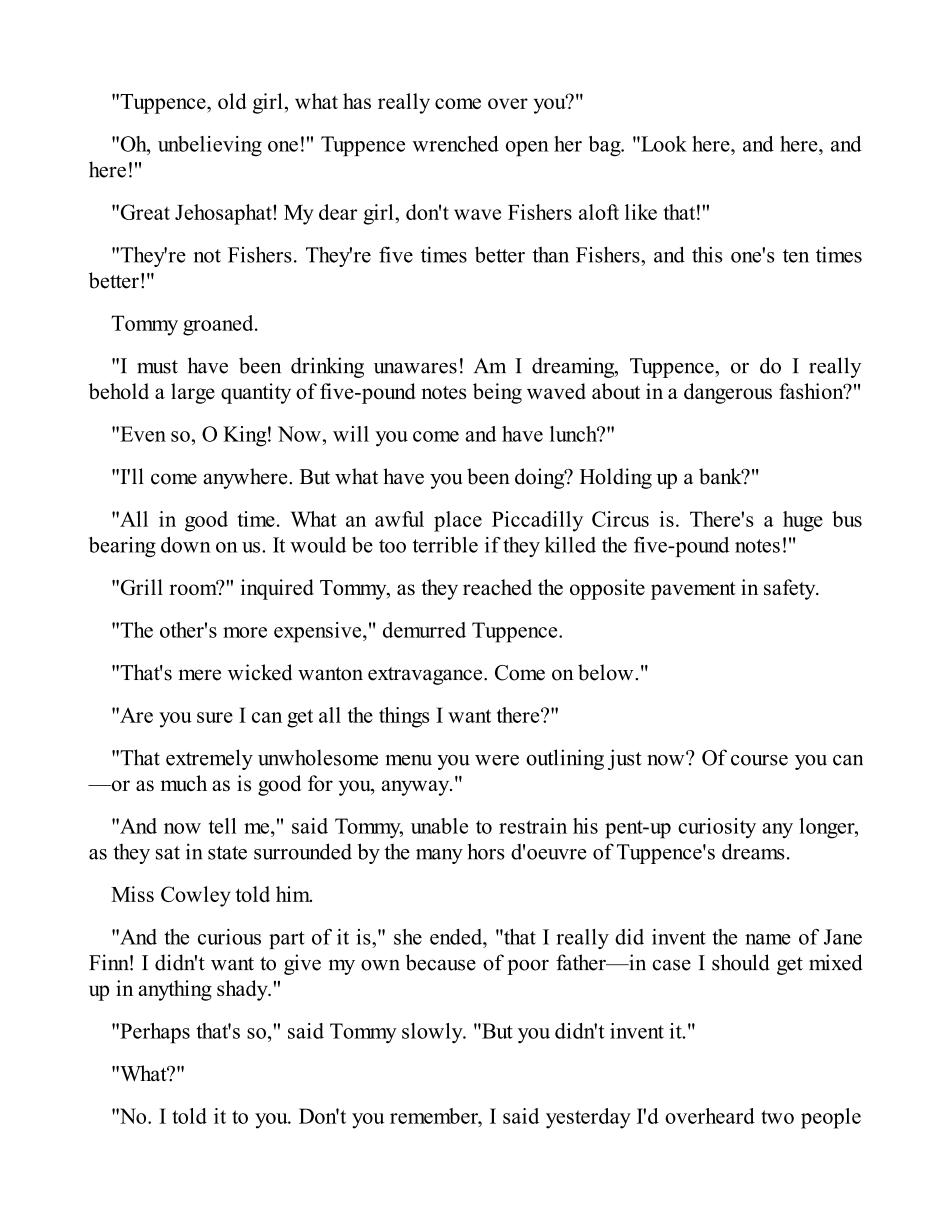 "Tuppence, old girl, what has really come over you?"
"Oh, unbelieving one!" Tuppence wrenched open her bag. "Look here, and here, and
here!"
"Great Jehosaphat! My dear girl, don't wave Fishers aloft like that!"
"They're not Fishers. They're five times better than Fishers, and this one's ten times
better!"
Tommy groaned.
"I must have been drinking unawares! Am I dreaming, Tuppence, or do I really
behold a large quantity of five-pound notes being waved about in a dangerous fashion?"
"Even so, O King! Now, will you come and have lunch?"
"I'll come anywhere. But what have you been doing? Holding up a bank?"
"All in good time. What an awful place Piccadilly Circus is. There's a huge bus
bearing down on us. It would be too terrible if they killed the five-pound notes!"
"Grill room?" inquired Tommy, as they reached the opposite pavement in safety.
"The other's more expensive," demurred Tuppence.
"That's mere wicked wanton extravagance. Come on below."
"Are you sure I can get all the things I want there?"
"That extremely unwholesome menu you were outlining just now? Of course you can
—or as much as is good for you, anyway."
"And now tell me," said Tommy, unable to restrain his pent-up curiosity any longer,
as they sat in state surrounded by the many hors d'oeuvre of Tuppence's dreams.
Miss Cowley told him.
"And the curious part of it is," she ended, "that I really did invent the name of Jane
Finn! I didn't want to give my own because of poor father—in case I should get mixed
up in anything shady."
"Perhaps that's so," said Tommy slowly. "But you didn't invent it."
"What?"
"No. I told it to you. Don't you remember, I said yesterday I'd overheard two people